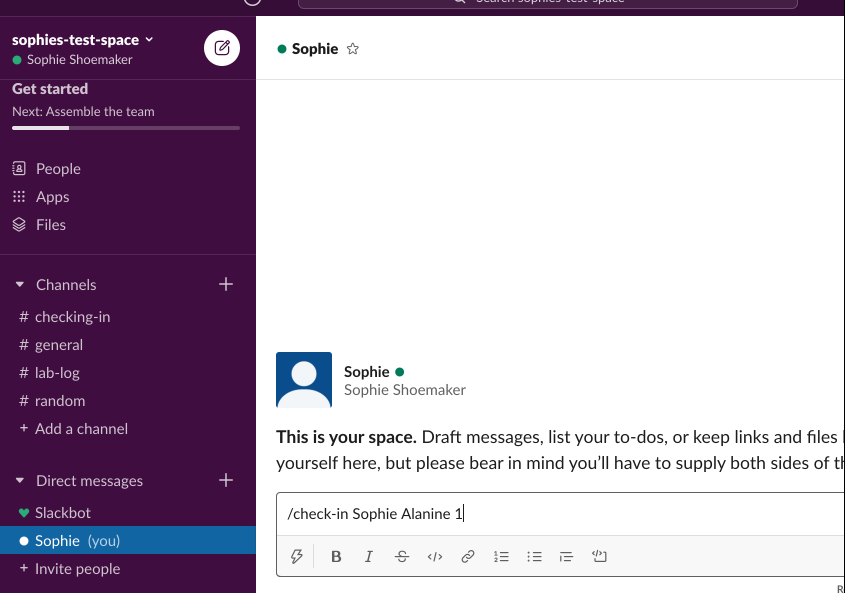 Search sophies-test-space
sophies-test-space
Sophie Shoemaker
Get started
Next: Assemble the team
People
Apps
Files
Channels
# checking-in
# general
# lab-log
# random
+ Add a channel
Direct messages
Slackbot
Sophie (you)
+ Invite people
Sophie
Sophie
Sophie Shoemaker
This is your space. Draft messages, list your to-dos, or keep links and files
yourself here, but please bear in mind you’ll have to supply both sides of
/check-in Sophie Alanine 1
B I S </>